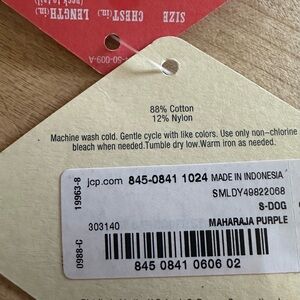 SIZE CHEST(in.) LENGTH(in.)
50-009-A
88% Cotton
12% Nylon
Machine wash cold. Gentle cycle with like colors. Use only non-chlorine
bleach when needed.Tumble dry low.Warm iron as needed.
19963-8
0988-C
jcp.com 845-0841 1024 MADE IN INDONESIA
SMLDY49822068
S-DOG
303140 MAHARAJA PURPLE
845 0841 0606 02